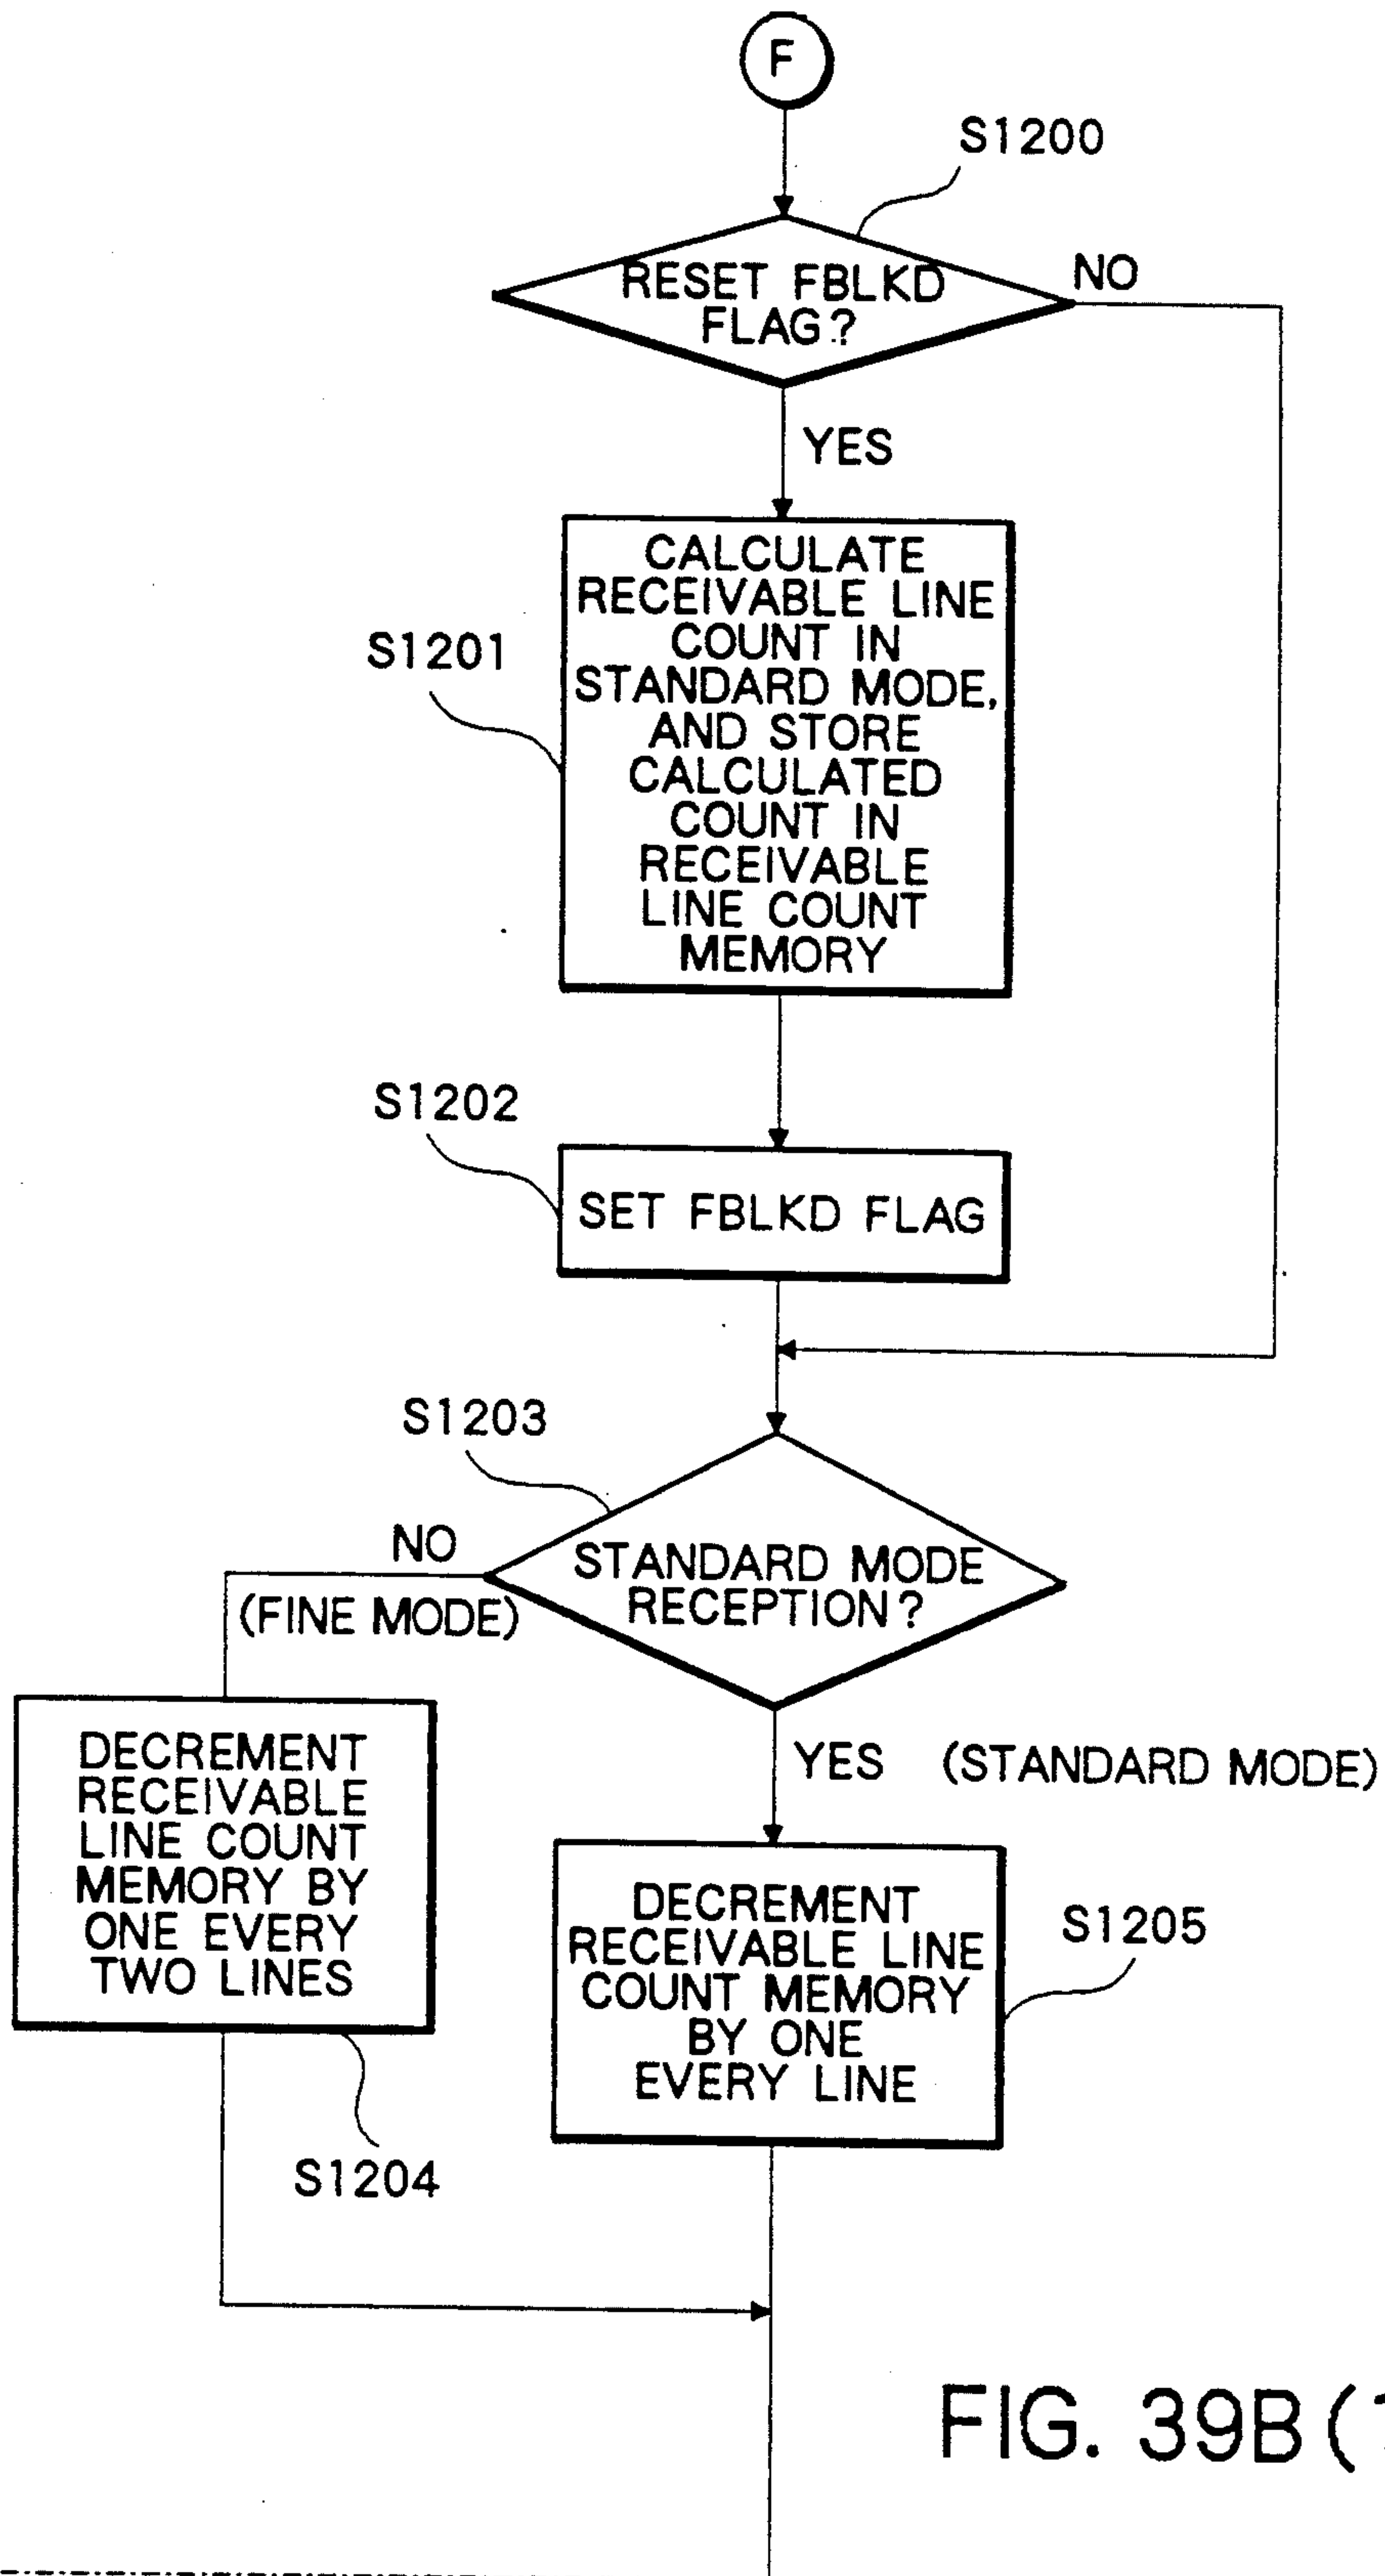 F
S1200
RESET FBLKD
FLAG?
NO
YES
S1201
CALCULATE
RECEIVABLE LINE
COUNT IN
STANDARD MODE,
AND STORE
CALCULATED
COUNT IN
RECEIVABLE
LINE COUNT
MEMORY
S1202
SET FBLKD FLAG
S1203
STANDARD MODE
RECEPTION?
NO
(FINE MODE)
YES (STANDARD MODE)
DECREMENT
RECEIVABLE
LINE COUNT
MEMORY BY
ONE EVERY
TWO LINES
S1204
DECREMENT
RECEIVABLE LINE
COUNT MEMORY
BY ONE
EVERY LINE
S1205
FIG. 39B(